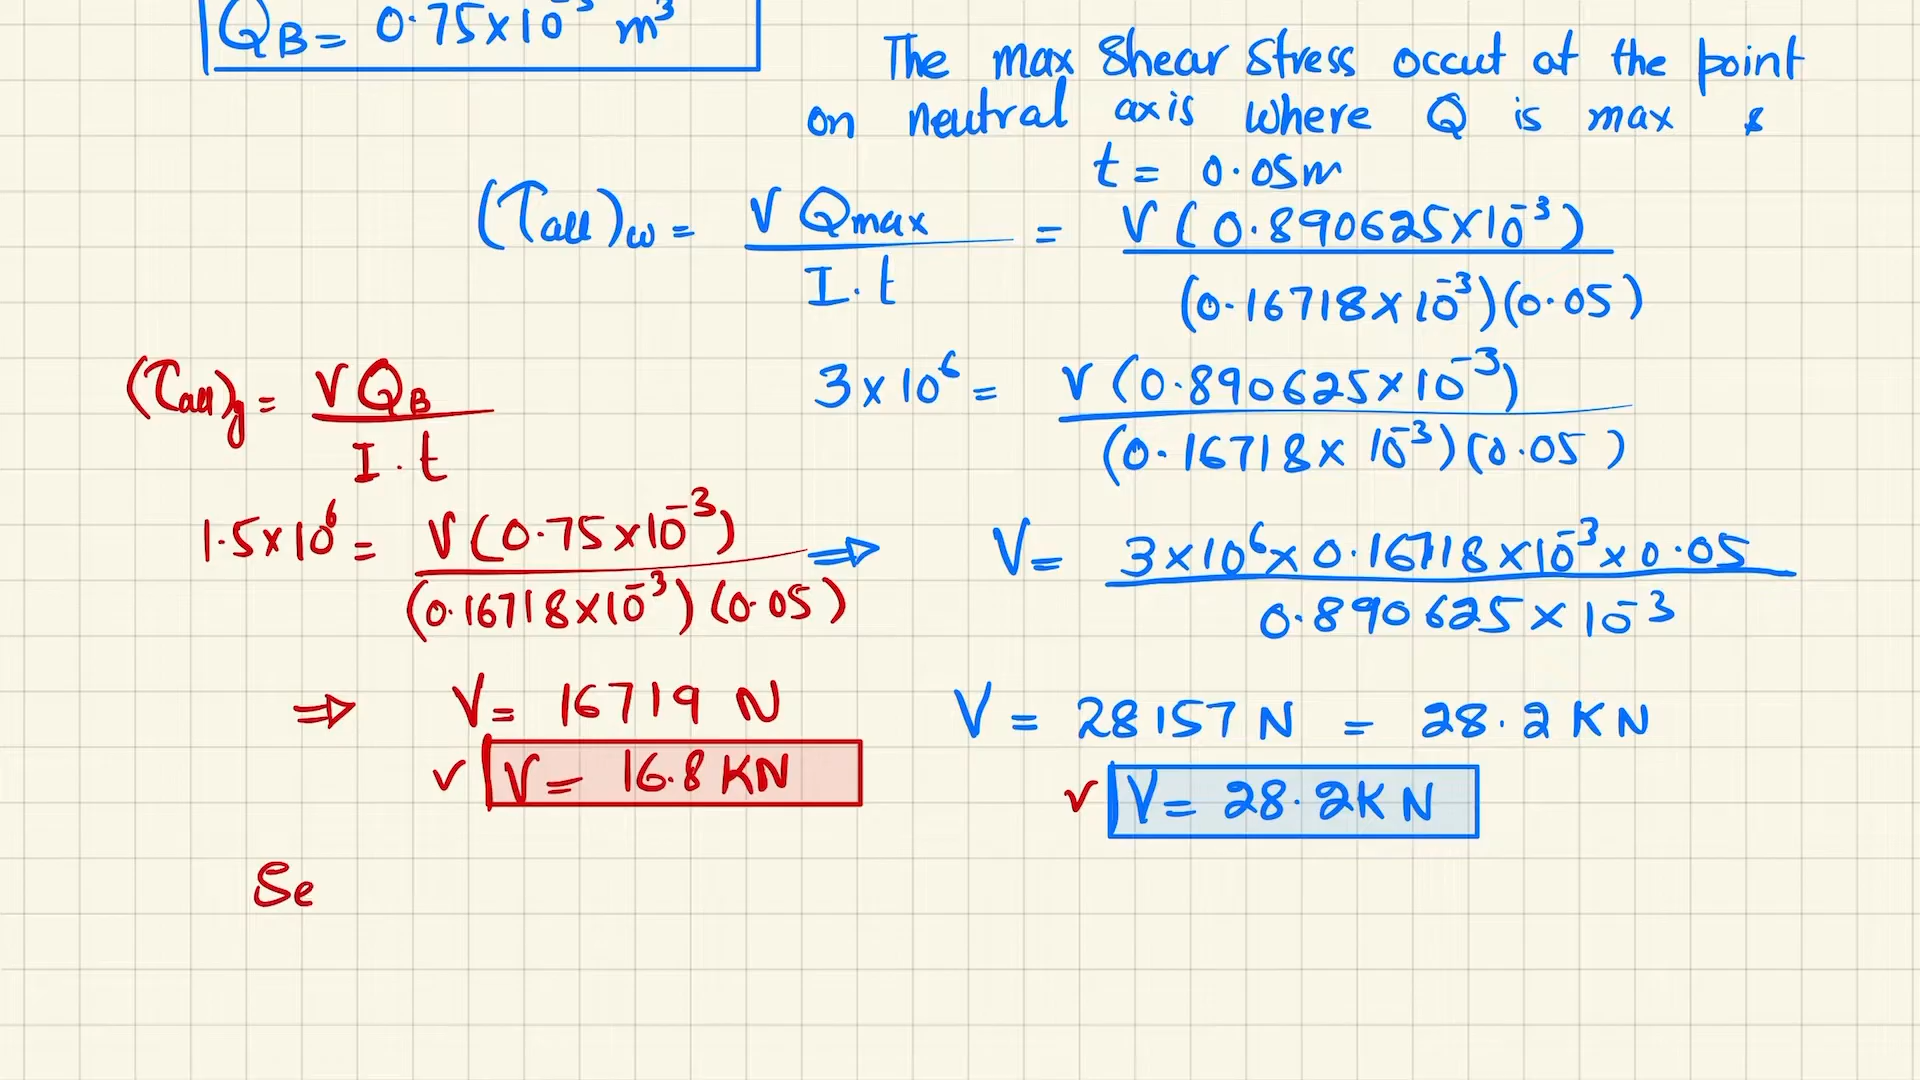 QB = 0.75x10⁻³ m³
The max Shear Stress occut at the point
on neutral axis where Q is max &
t = 0.05m
(τall)w = V Qmax / I.t = V(0.890625x10⁻³) / (0.16718x10⁻³)(0.05)
3x10⁶ = V(0.890625x10⁻³) / (0.16718x10⁻³)(0.05)
(τall)g = V QB / I.t
1.5x10⁶ = V(0.75x10⁻³) / (0.16718x10⁻³)(0.05)
⇒ V = 3x10⁶x0.16718x10⁻³x0.05 / 0.890625x10⁻³
⇒ V = 16719 N
✓ V = 16.8 KN
V = 28157 N = 28.2 KN
✓ V = 28.2KN
Se